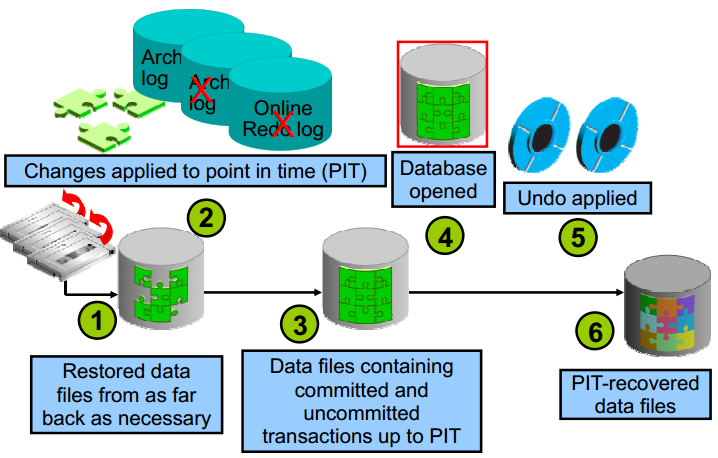 Arch
log
Arch
log
Online
Redo log
Changes applied to point in time (PIT)
Database
opened
Undo applied
2
4
5
1
3
6
Restored data
files from as far
back as necessary
Data files containing
committed and
uncommitted
transactions up to PIT
PIT-recovered
data files